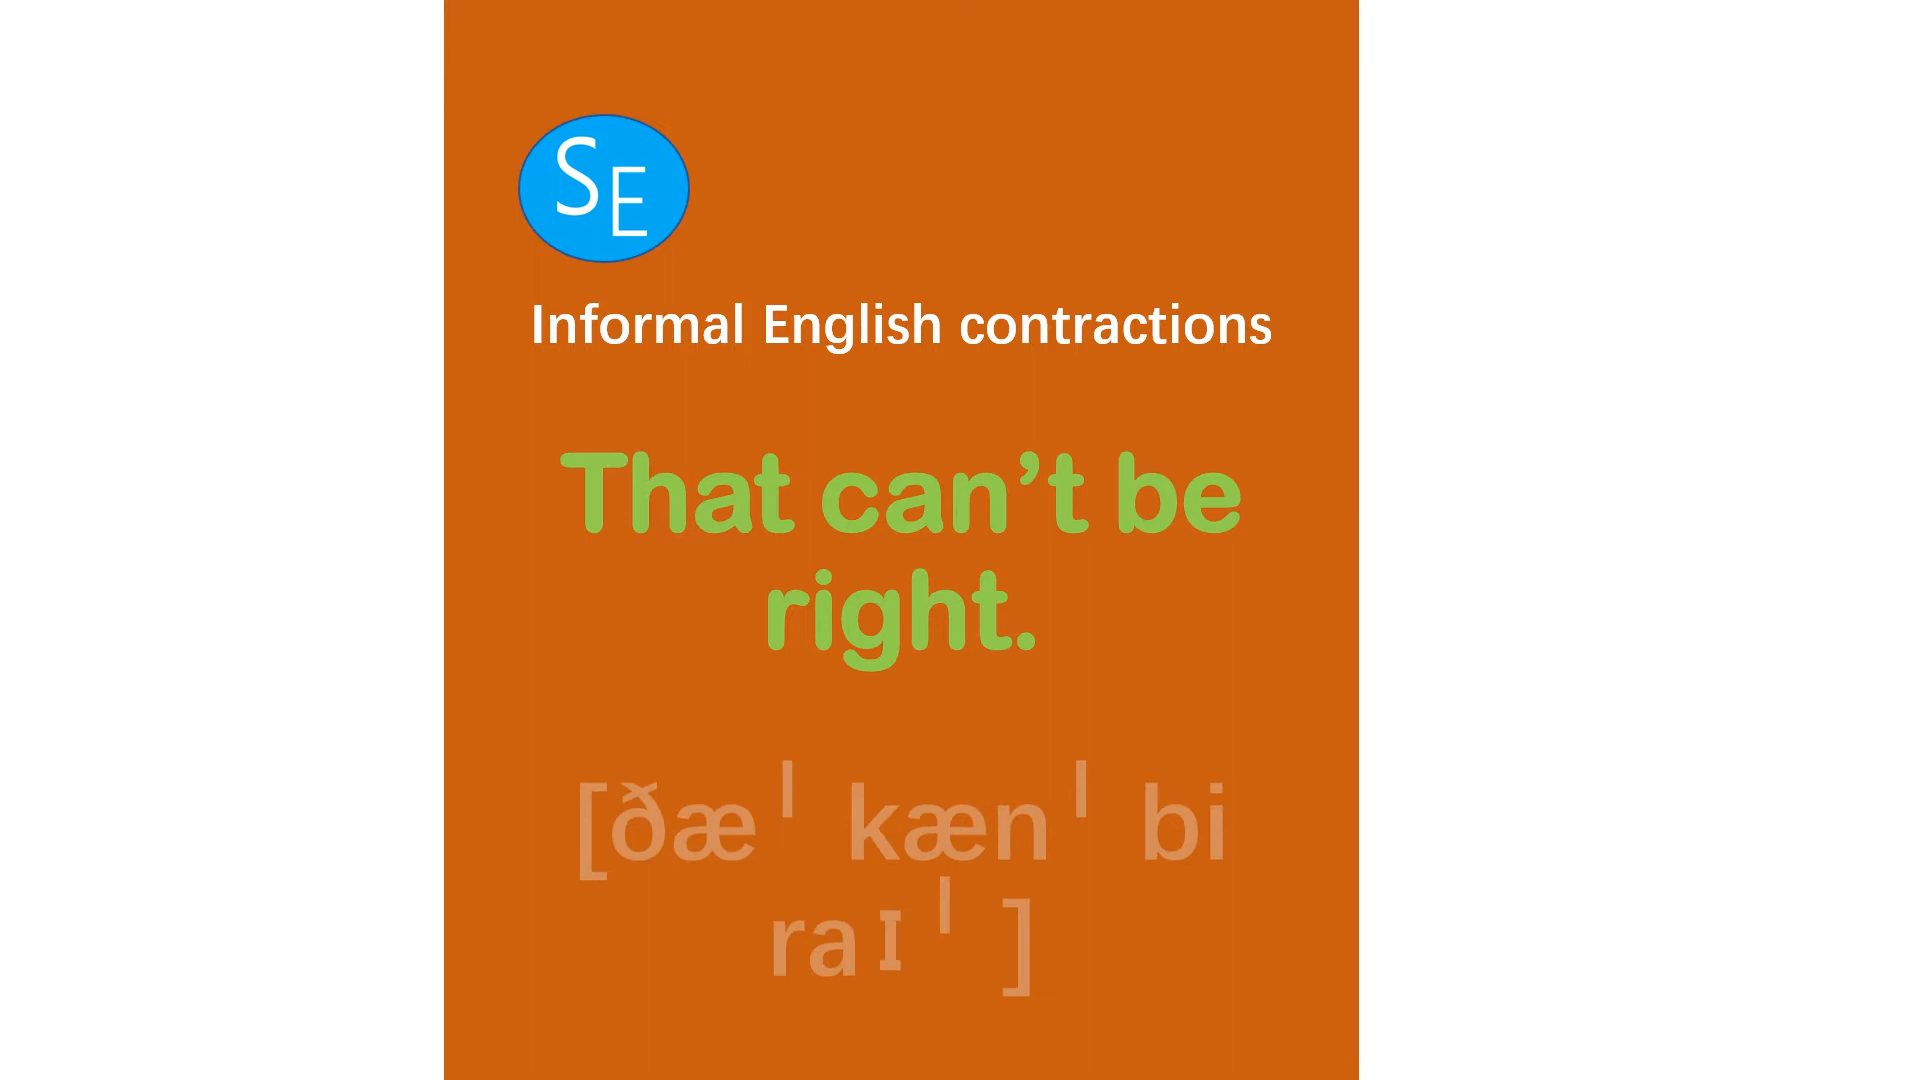 SE
Informal English contractions
That can’t be
right.
[ðæˈ kænˈ bi
raɪˈ ]